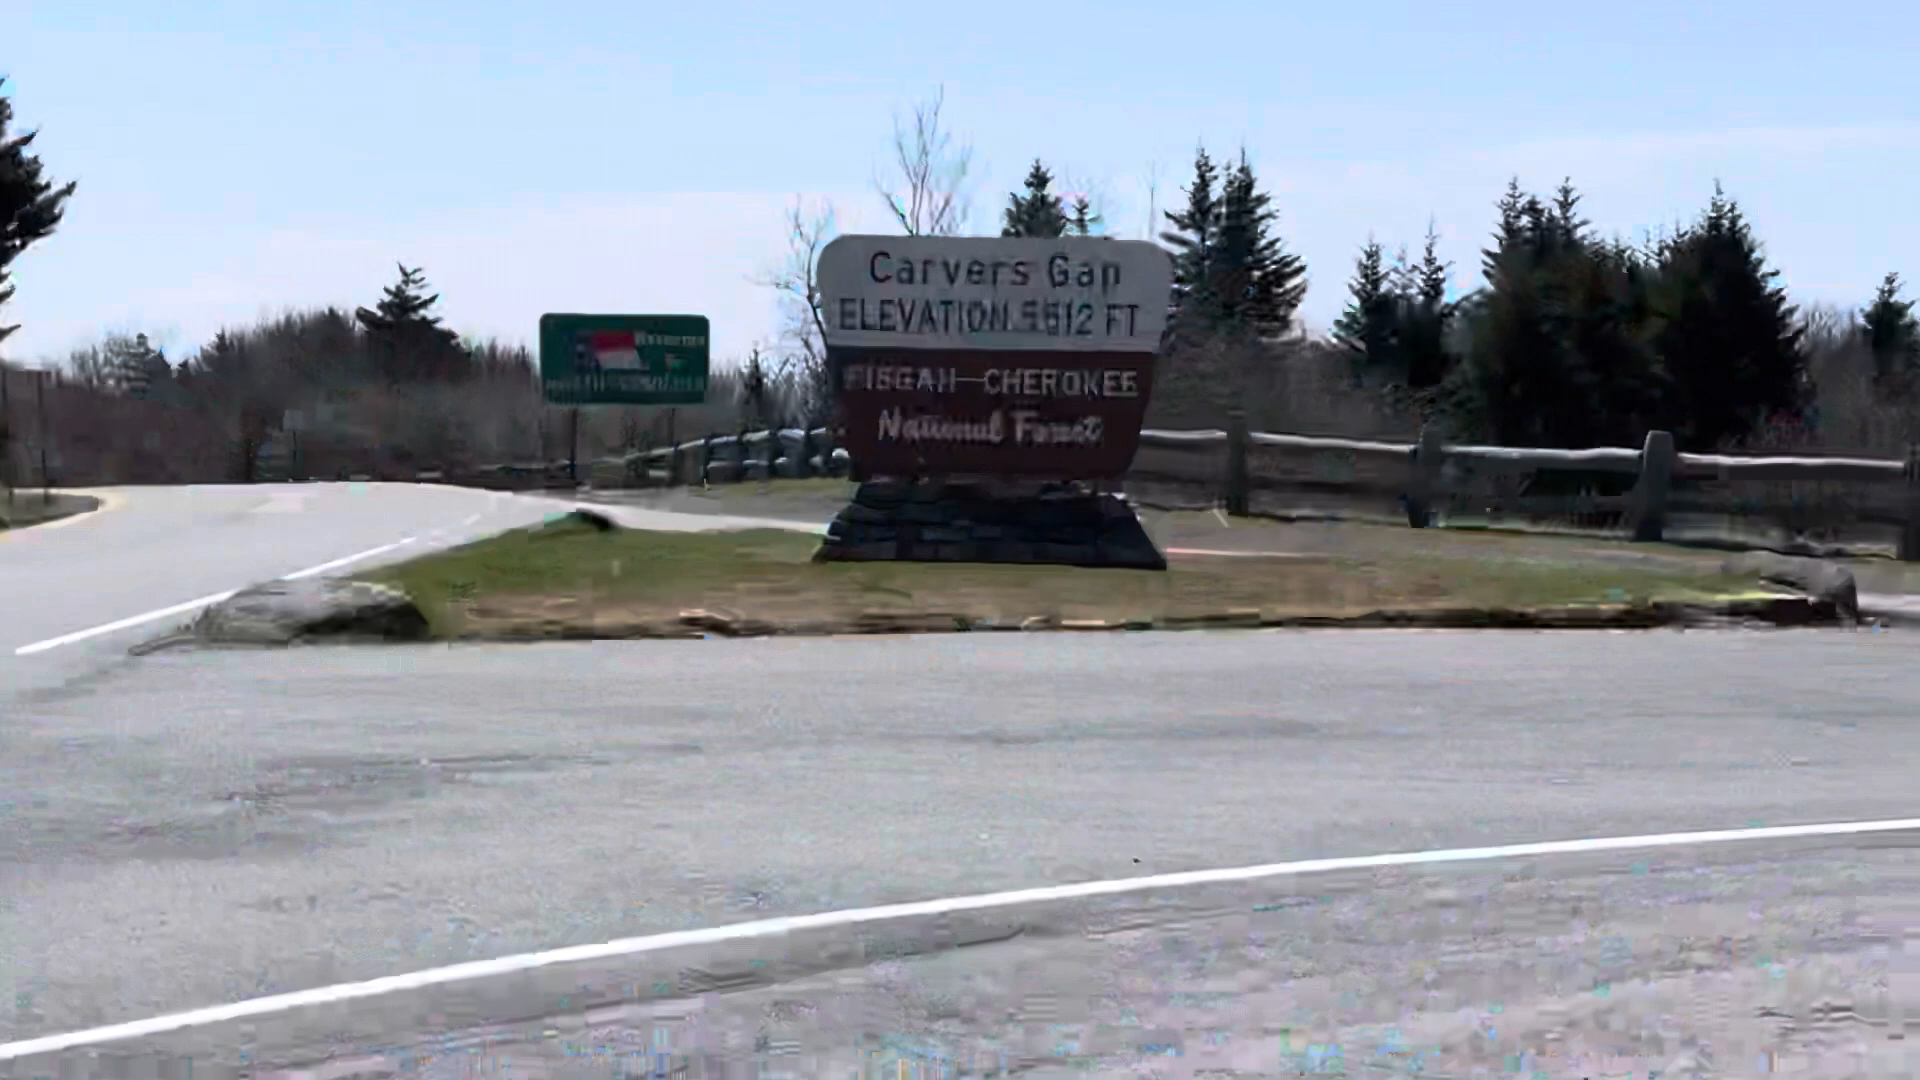 Carvers Gap
ELEVATION 5512 FT
PISGAH—CHEROKEE
National Forest